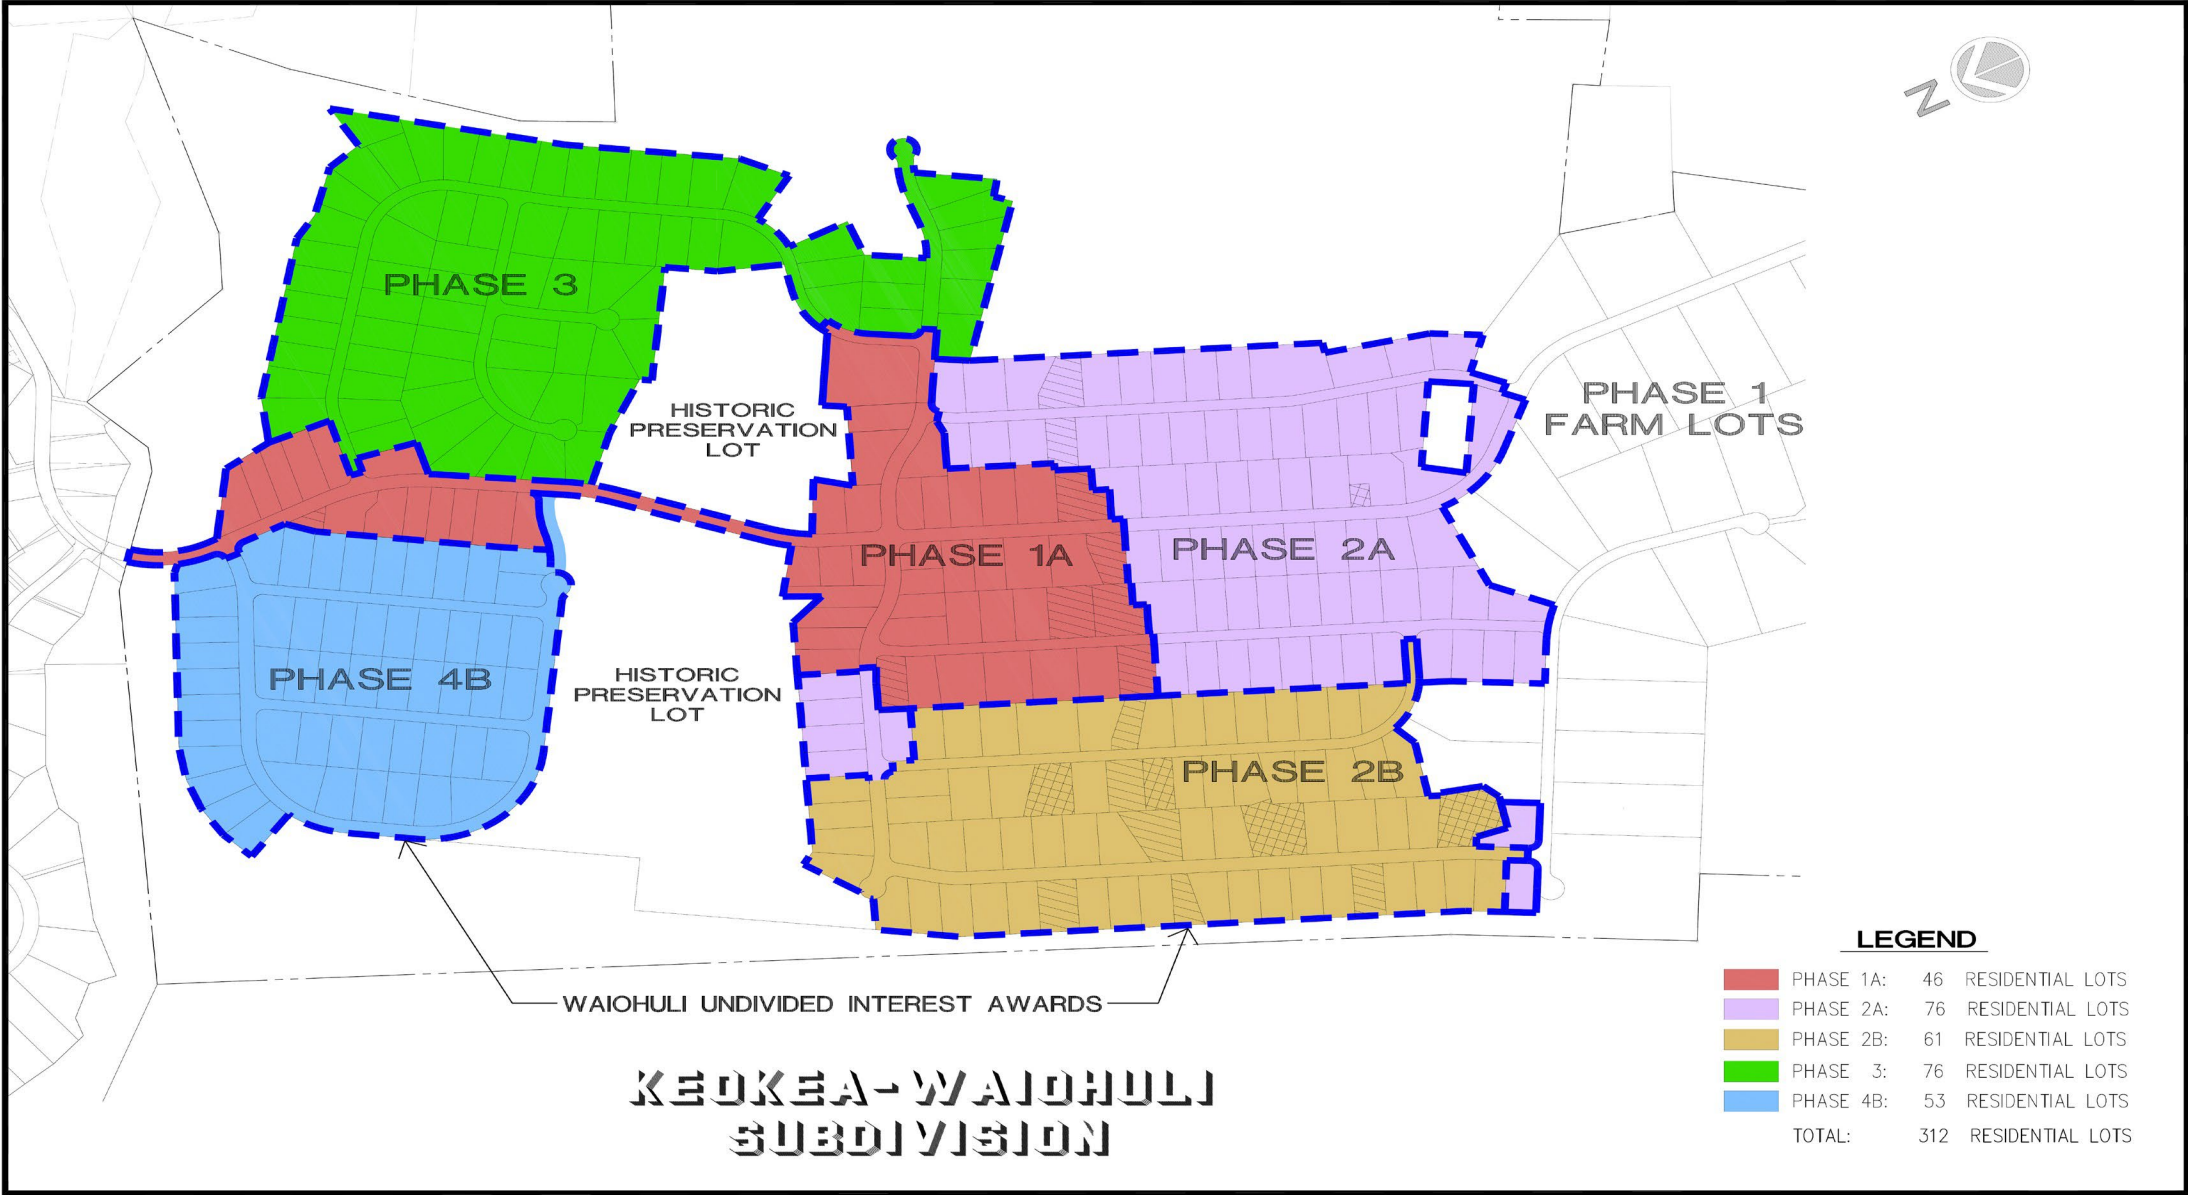 N
PHASE 3
PHASE 1
FARM LOTS
HISTORIC
PRESERVATION
LOT
PHASE 1A
PHASE 2A
PHASE 4B
HISTORIC
PRESERVATION
LOT
PHASE 2B
WAIOHULI UNDIVIDED INTEREST AWARDS
KEOKEA-WAIOHULI
SUBDIVISION
LEGEND
PHASE 1A: 46 RESIDENTIAL LOTS
PHASE 2A: 76 RESIDENTIAL LOTS
PHASE 2B: 61 RESIDENTIAL LOTS
PHASE 3: 76 RESIDENTIAL LOTS
PHASE 4B: 53 RESIDENTIAL LOTS
TOTAL: 312 RESIDENTIAL LOTS